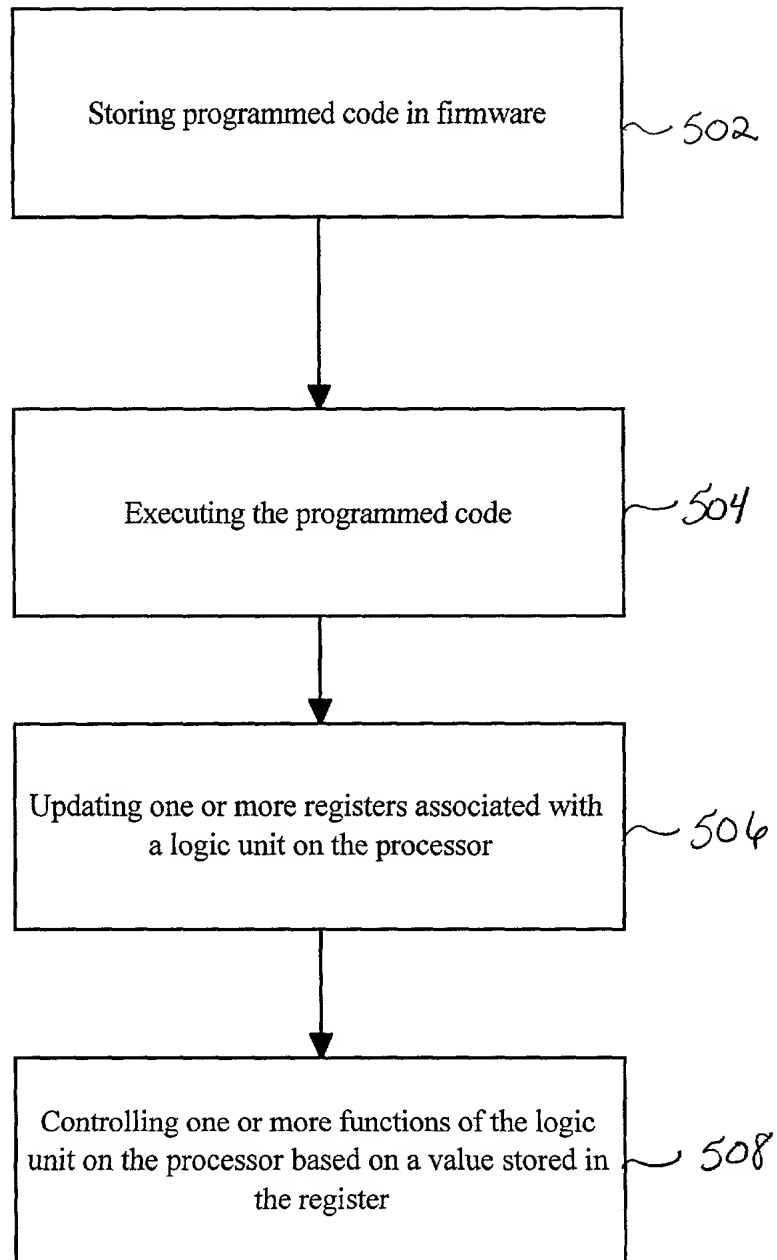 Storing programmed code in firmware
502
Executing the programmed code
504
Updating one or more registers associated with
a logic unit on the processor
506
Controlling one or more functions of the logic
unit on the processor based on a value stored in
the register
508